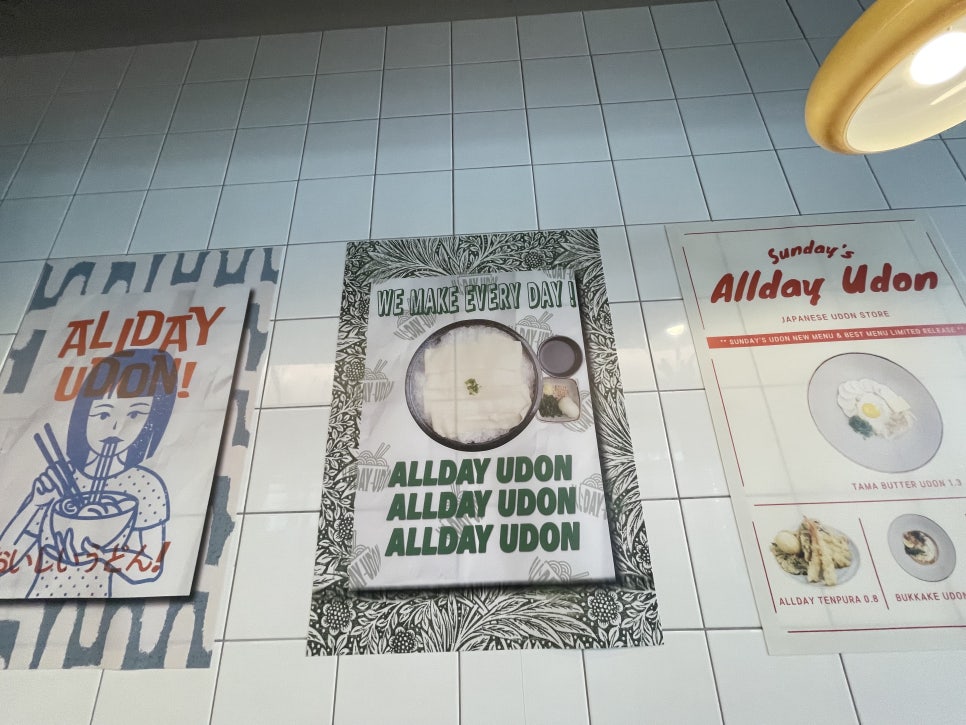 ALLDAY
UDON!
おいしいうどん!
WE MAKE EVERY DAY !
ALLDAY UDON
ALLDAY UDON
ALLDAY UDON
Sunday's
Allday Udon
JAPANESE UDON STORE
" SUNDAY'S UDON NEW MENU & BEST MENU LIMITED RELEASE "
TAMA BUTTER UDON 1.3
ALLDAY TENPURA 0.8
BUKKAKE UDON